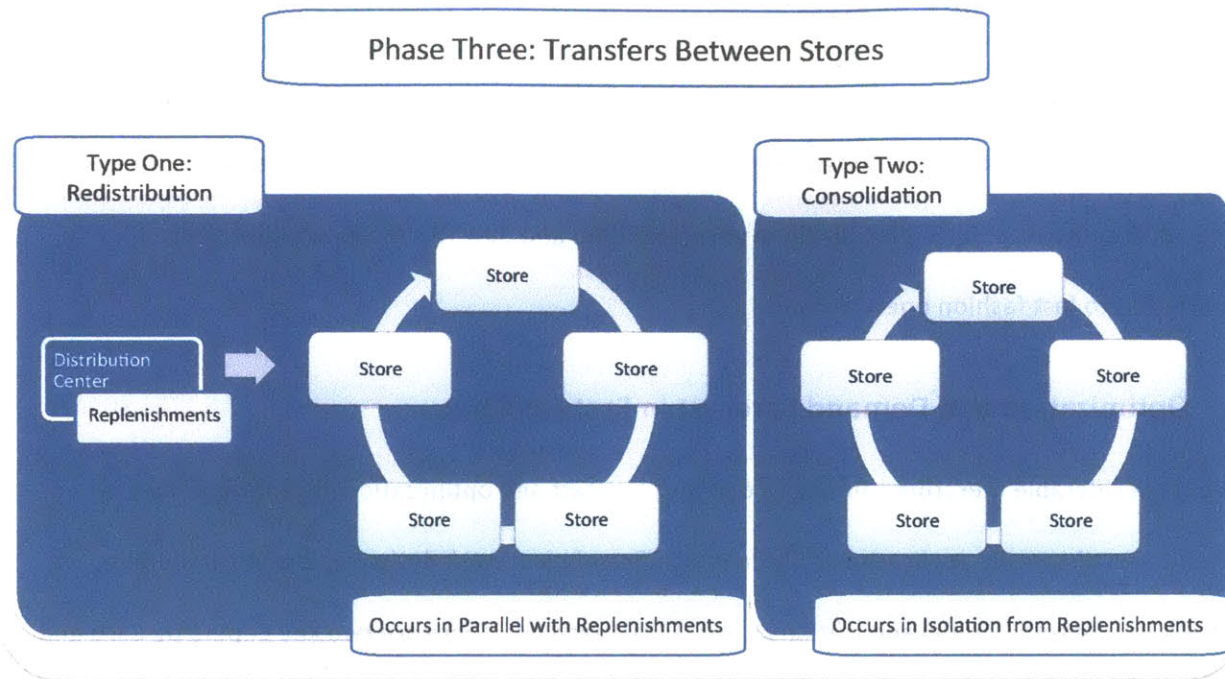 Phase Three: Transfers Between Stores
Type One:
Redistribution
Type Two:
Consolidation
Store
Store
Store
Store
Store
Distribution
Center
Replenishments
Store
Store
Store
Store
Store
Occurs in Parallel with Replenishments
Occurs in Isolation from Replenishments